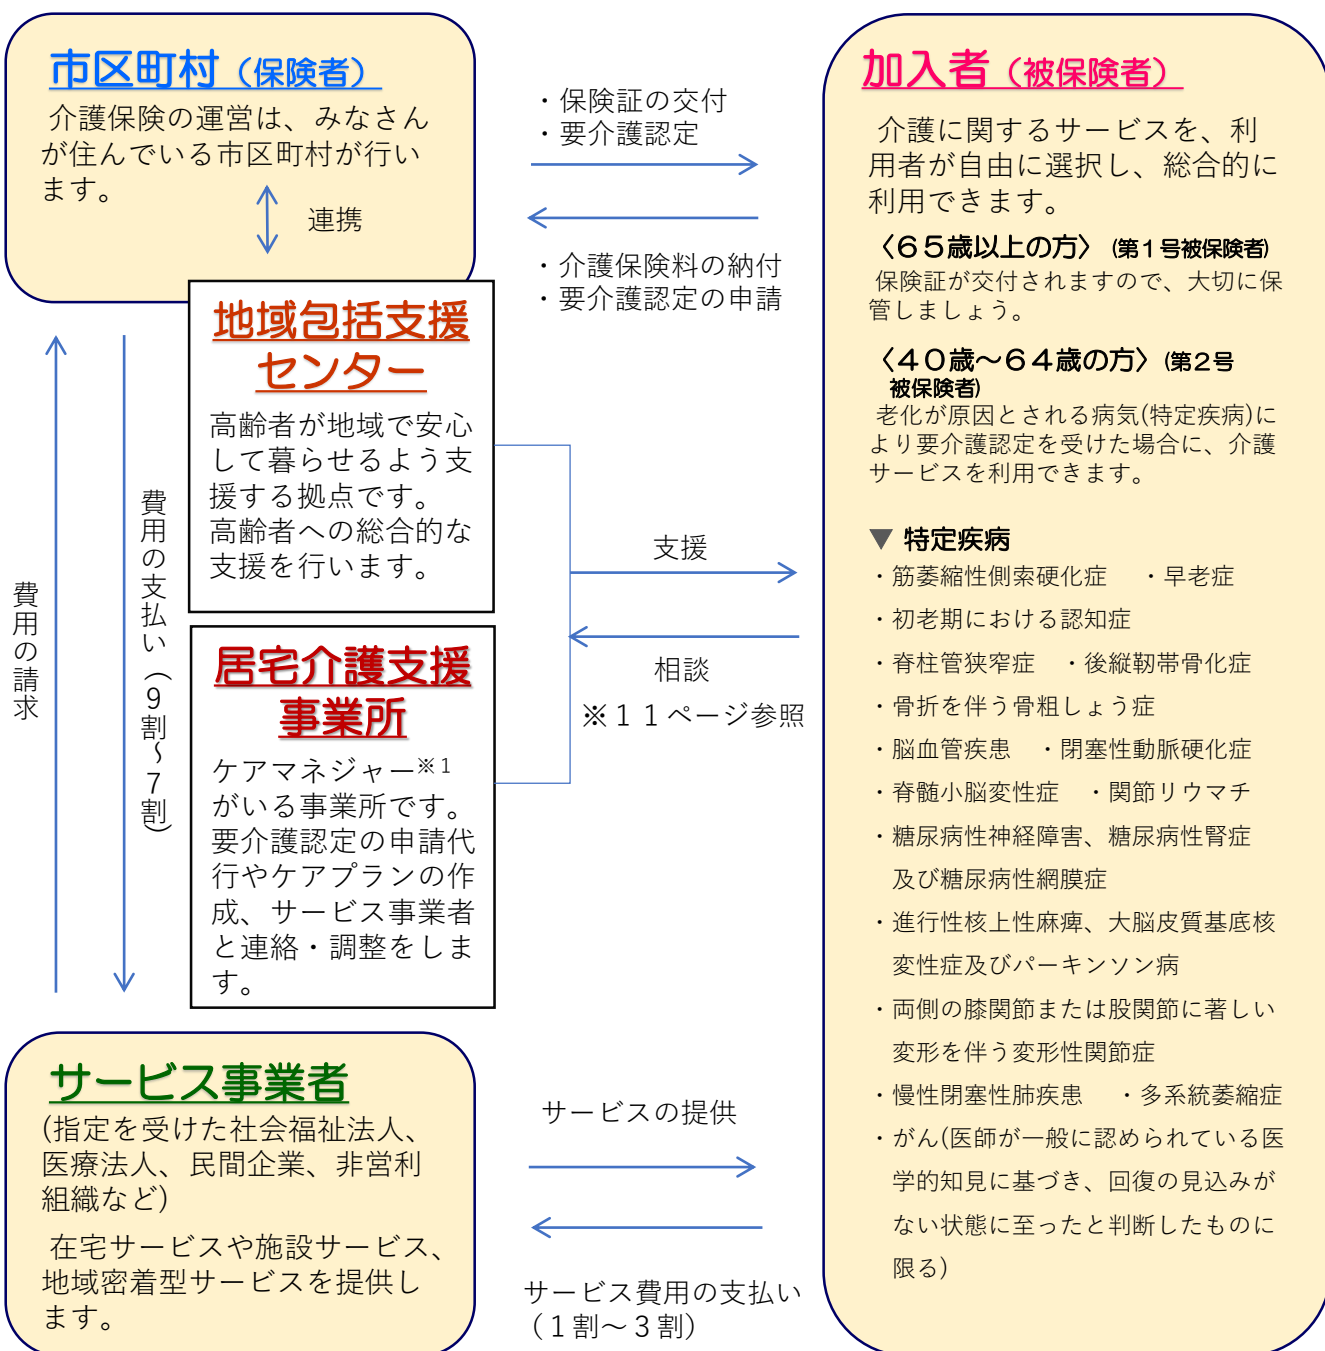 市区町村（保険者）
介護保険の運営は、みなさん
が住んでいる市区町村が行い
ます。
連携
・保険証の交付
・要介護認定
・介護保険料の納付
・要介護認定の申請
地域包括支援
センター
高齢者が地域で安心
して暮らせるよう支
援する拠点です。
高齢者への総合的な
支援を行います。
費用の請求
費用の支払い（９割～７割）
居宅介護支援
事業所
ケアマネジャー※１
がいる事業所です。
要介護認定の申請代
行やケアプランの作
成、サービス事業者
と連絡・調整をしま
す。
支援
相談
※１１ページ参照
サービス事業者
(指定を受けた社会福祉法人、
医療法人、民間企業、非営利
組織など)
在宅サービスや施設サービス、
地域密着型サービスを提供し
ます。
サービスの提供
サービス費用の支払い
（１割～３割）
加入者（被保険者）
介護に関するサービスを、利
用者が自由に選択し、総合的に
利用できます。
〈６５歳以上の方〉(第１号被保険者)
保険証が交付されますので、大切に保
管しましょう。
〈４０歳～６４歳の方〉(第２号
被保険者)
老化が原因とされる病気(特定疾病)に
より要介護認定を受けた場合に、介護
サービスを利用できます。
▼ 特定疾病
・筋萎縮性側索硬化症　・早老症
・初老期における認知症
・脊柱管狭窄症　・後縦靭帯骨化症
・骨折を伴う骨粗しょう症
・脳血管疾患　・閉塞性動脈硬化症
・脊髄小脳変性症　・関節リウマチ
・糖尿病性神経障害、糖尿病性腎症
及び糖尿病性網膜症
・進行性核上性麻痺、大脳皮質基底核
変性症及びパーキンソン病
・両側の膝関節または股関節に著しい
変形を伴う変形性関節症
・慢性閉塞性肺疾患　・多系統萎縮症
・がん(医師が一般に認められている医
学的知見に基づき、回復の見込みが
ない状態に至ったと判断したものに
限る)